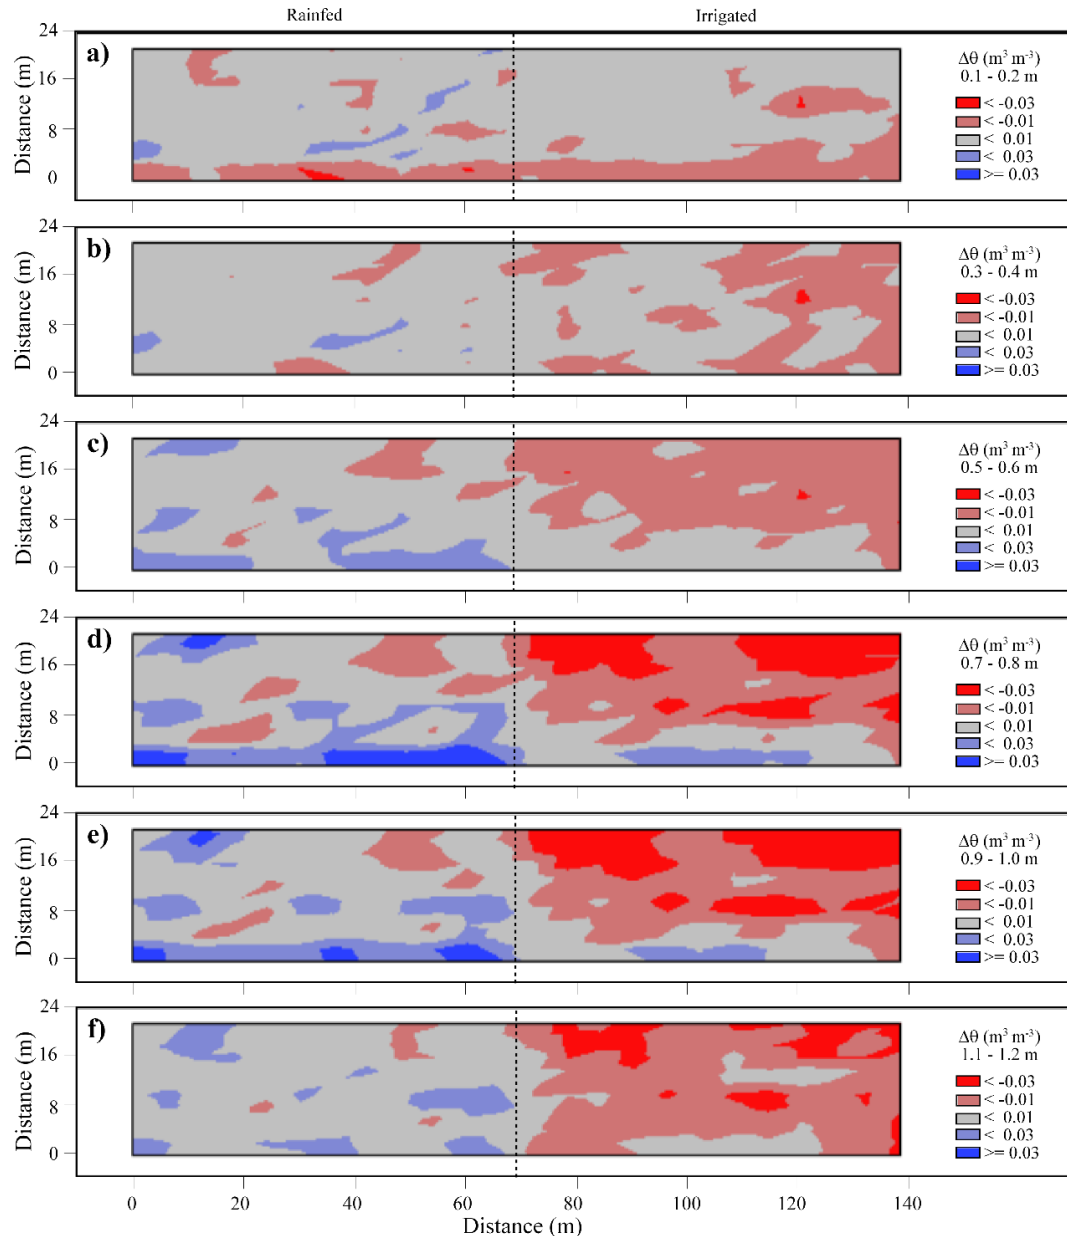 Rainfed Irrigated
24
a)
16
8
0
Distance (m)
Δθ (m³ m⁻³)
0.1 - 0.2 m
< -0.03
< -0.01
< 0.01
< 0.03
>= 0.03
24
b)
16
8
0
Distance (m)
Δθ (m³ m⁻³)
0.3 - 0.4 m
< -0.03
< -0.01
< 0.01
< 0.03
>= 0.03
24
c)
16
8
0
Distance (m)
Δθ (m³ m⁻³)
0.5 - 0.6 m
< -0.03
< -0.01
< 0.01
< 0.03
>= 0.03
24
d)
16
8
0
Distance (m)
Δθ (m³ m⁻³)
0.7 - 0.8 m
< -0.03
< -0.01
< 0.01
< 0.03
>= 0.03
24
e)
16
8
0
Distance (m)
Δθ (m³ m⁻³)
0.9 - 1.0 m
< -0.03
< -0.01
< 0.01
< 0.03
>= 0.03
24
f)
16
8
0
Distance (m)
Δθ (m³ m⁻³)
1.1 - 1.2 m
< -0.03
< -0.01
< 0.01
< 0.03
>= 0.03
0 20 40 60 80 100 120 140
Distance (m)